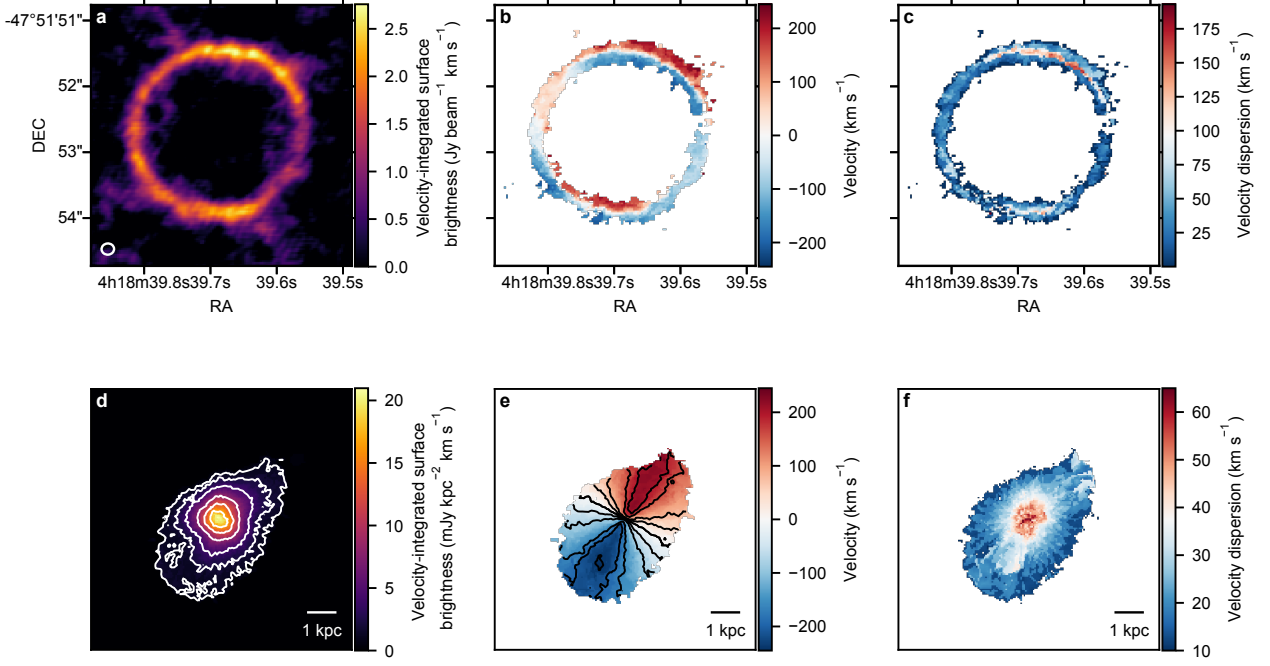 a
-47°51'51"
52"
53"
54"
DEC
4h18m39.8s39.7s 39.6s 39.5s
RA
2.5
2.0
1.5
1.0
0.5
0.0
Velocity-integrated surface
brightness (Jy beam⁻¹ km s⁻¹)
b
4h18m39.8s39.7s 39.6s 39.5s
RA
200
100
0
−100
−200
Velocity (km s⁻¹)
c
4h18m39.8s39.7s 39.6s 39.5s
RA
175
150
125
100
75
50
25
Velocity dispersion (km s⁻¹)
d
1 kpc
20
15
10
5
0
Velocity-integrated surface
brightness (mJy kpc⁻² km s⁻¹)
e
1 kpc
200
100
0
−100
−200
Velocity (km s⁻¹)
f
1 kpc
60
50
40
30
20
10
Velocity dispersion (km s⁻¹)